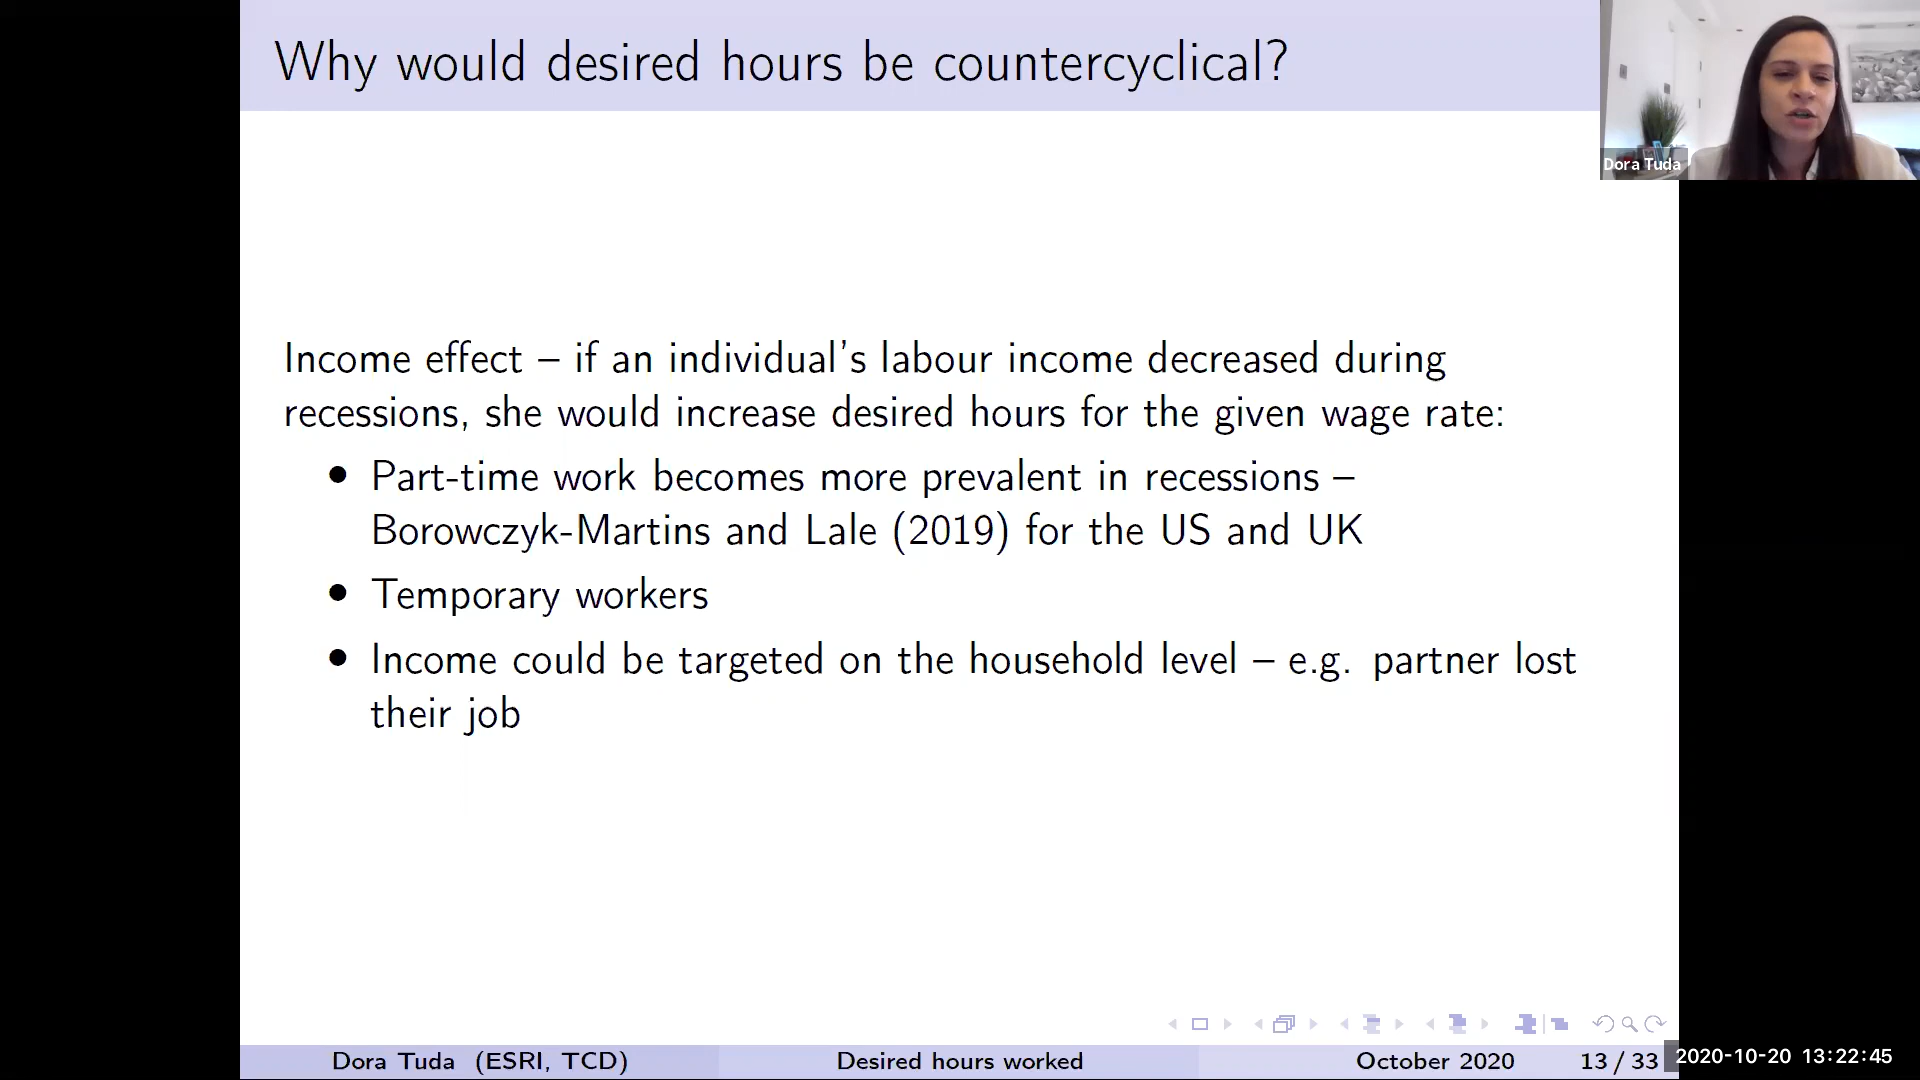 Why would desired hours be countercyclical?
Dora Tuda
Income effect – if an individual's labour income decreased during
recessions, she would increase desired hours for the given wage rate:
• Part-time work becomes more prevalent in recessions –
Borowczyk-Martins and Lale (2019) for the US and UK
• Temporary workers
• Income could be targeted on the household level – e.g. partner lost
their job
Dora Tuda (ESRI, TCD) Desired hours worked October 2020 13 / 33
2020-10-20 13:22:45